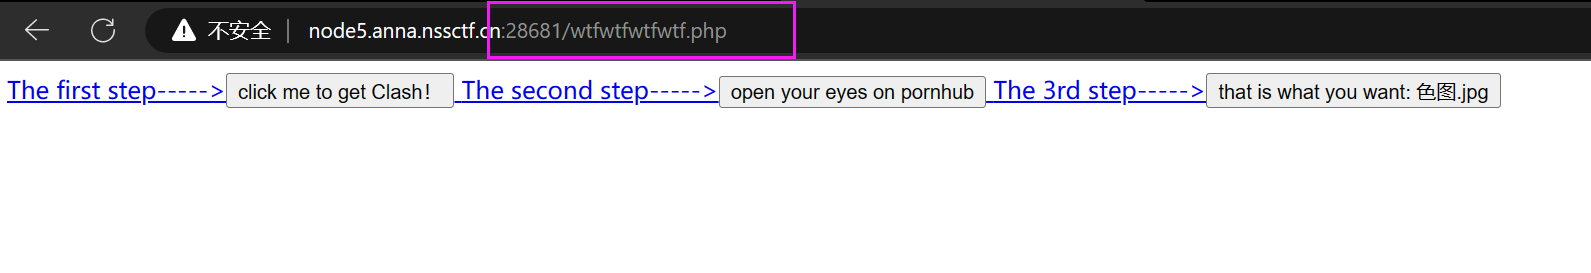 不安全 node5.anna.nssctf.cn:28681/wtfwtfwtfwtf.php
The first step-----> click me to get Clash! The second step-----> open your eyes on pornhub The 3rd step-----> that is what you want: 色图.jpg